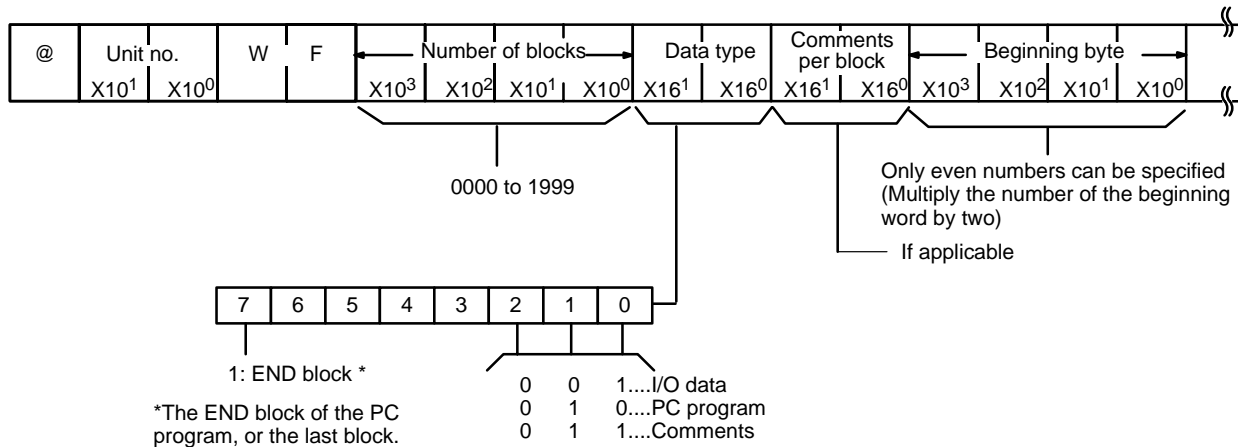 @ Unit no. W F Number of blocks Data type Comments per block Beginning byte
X10¹ X10⁰ X10³ X10² X10¹ X10⁰ X16¹ X16⁰ X16¹ X16⁰ X10³ X10² X10¹ X10⁰
0000 to 1999
Only even numbers can be specified
(Multiply the number of the beginning
word by two)
If applicable
7 6 5 4 3 2 1 0
1: END block *
*The END block of the PC
program, or the last block.
0 0 1....I/O data
0 1 0....PC program
0 1 1....Comments